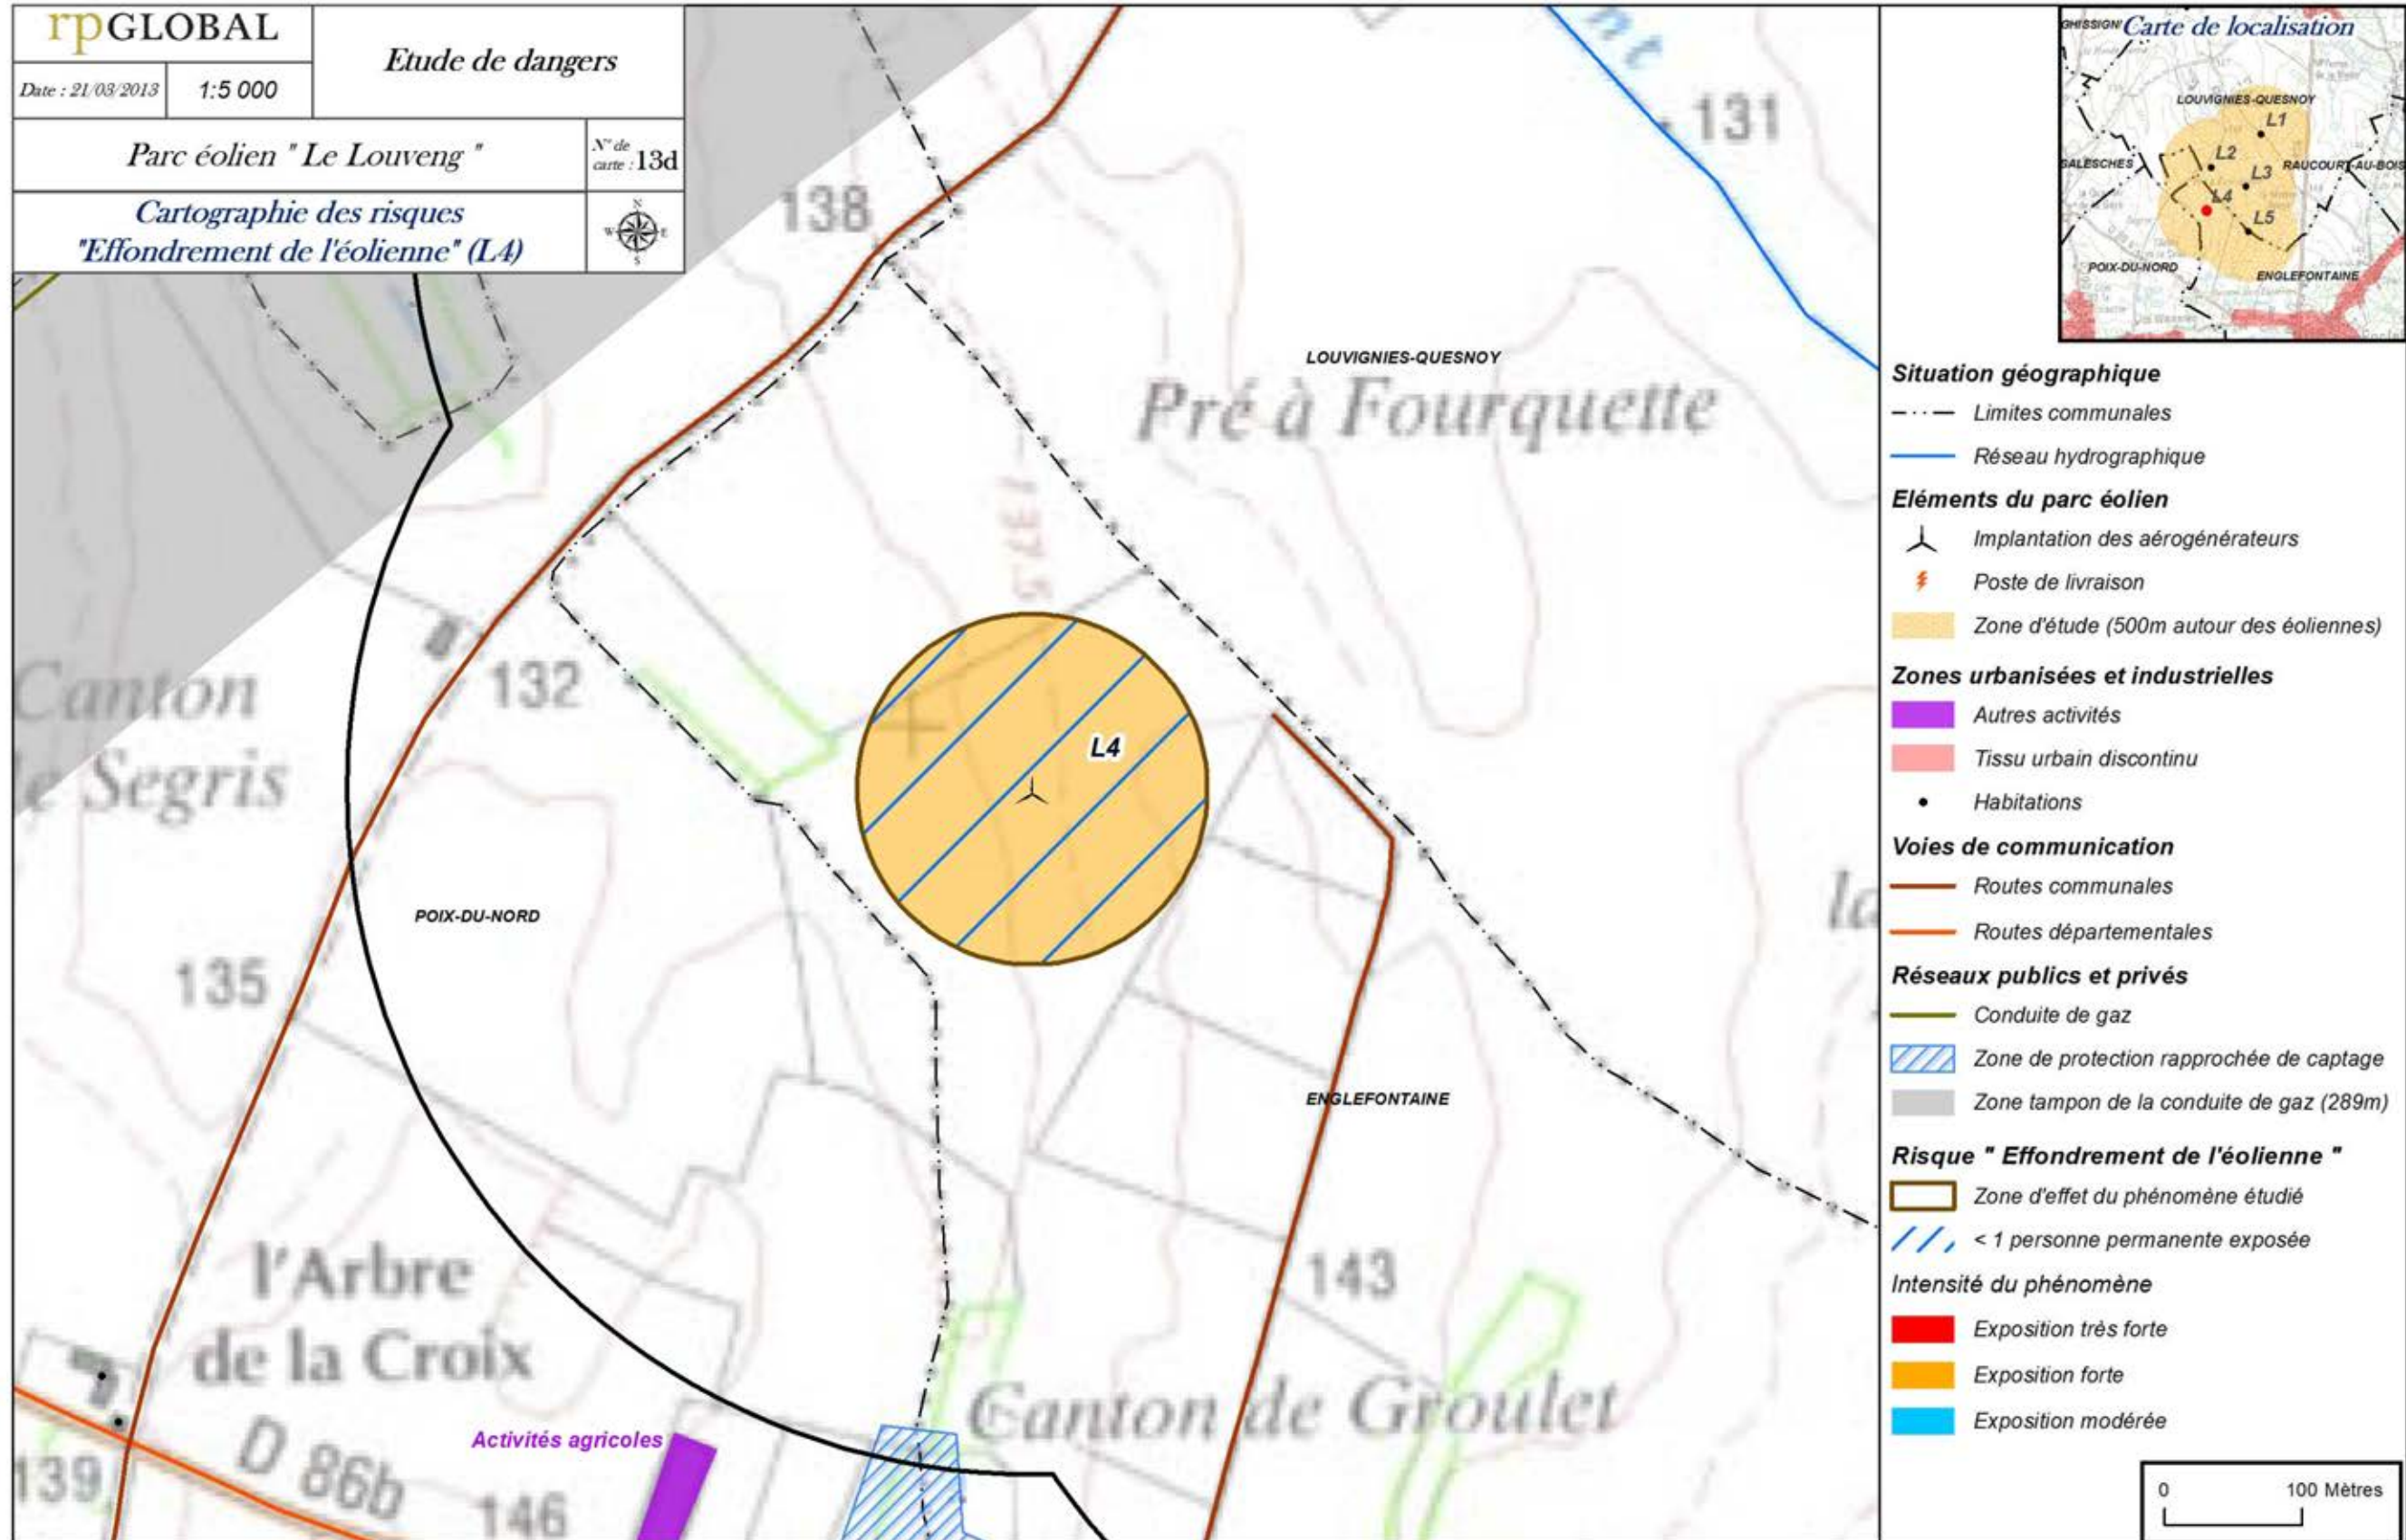 rpGLOBAL
Date : 21/03/2013
1:5 000
Etude de dangers
Parc éolien " Le Louveng "
N° de
carte : 13d
Cartographie des risques
"Effondrement de l'éolienne" (L4)
N
W
E
S
138
131
LOUVIGNIES-QUESNOY
Pré à Fourquette
132
Canton
Segris
L4
POIX-DU-NORD
135
la
ENGLEFONTAINE
143
l'Arbre
de la Croix
Canton de Groulet
Activités agricoles
D 86b
139
146
Carte de localisation
LOUVIGNIES-QUESNOY
L1
SALESCHES
L2
RAUCOURT-AU-BOIS
L3
L4
L5
POIX-DU-NORD
ENGLEFONTAINE
Situation géographique
Limites communales
Réseau hydrographique
Eléments du parc éolien
Implantation des aérogénérateurs
Poste de livraison
Zone d'étude (500m autour des éoliennes)
Zones urbanisées et industrielles
Autres activités
Tissu urbain discontinu
Habitations
Voies de communication
Routes communales
Routes départementales
Réseaux publics et privés
Conduite de gaz
Zone de protection rapprochée de captage
Zone tampon de la conduite de gaz (289m)
Risque " Effondrement de l'éolienne "
Zone d'effet du phénomène étudié
< 1 personne permanente exposée
Intensité du phénomène
Exposition très forte
Exposition forte
Exposition modérée
0
100 Mètres